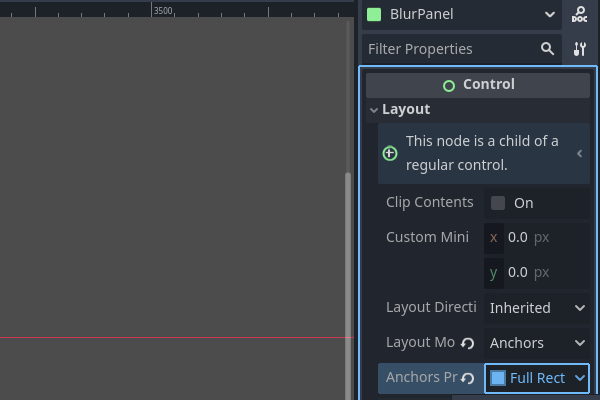 3500
BlurPanel
DOC
Filter Properties
Control
Layout
This node is a child of a
regular control.
Clip Contents On
Custom Mini x 0.0 px
y 0.0 px
Layout Directi Inherited
Layout Mo Anchors
Anchors Pr Full Rect